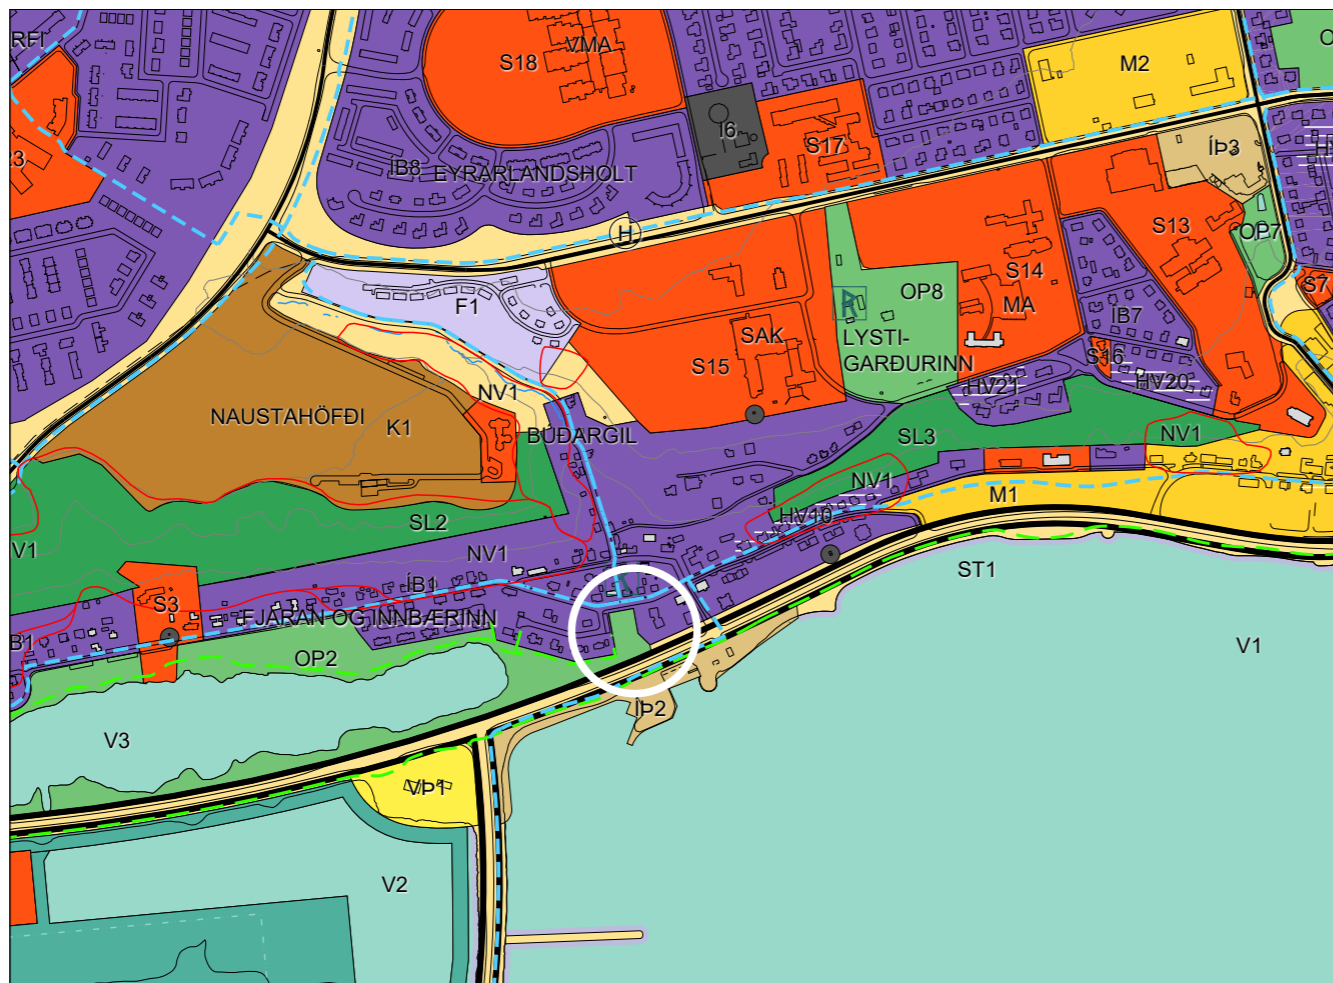 RFI
S18
VMA
M2
I6
S17
ÍÞ3
ÍB8 EYRARLANDSHOLT
H
S13
OP7
F1
OP8
S14
MA
S7
ÍB7
SAK
LYSTI-
GARÐURINN
S15
S16
HV21
HV20
NV1
NAUSTAHÖFÐI
K1
BÚÐARGIL
SL3
NV1
NV1
M1
HV10
SL2
V1
NV1
ST1
ÍB1
S3
FJARAN OG INNBÆRINN
B1
OP2
V1
ÍÞ2
V3
VÞ1
V2